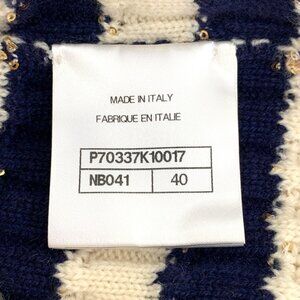 MADE IN ITALY
FABRIQUE EN ITALIE
P70337K10017
NB041 40